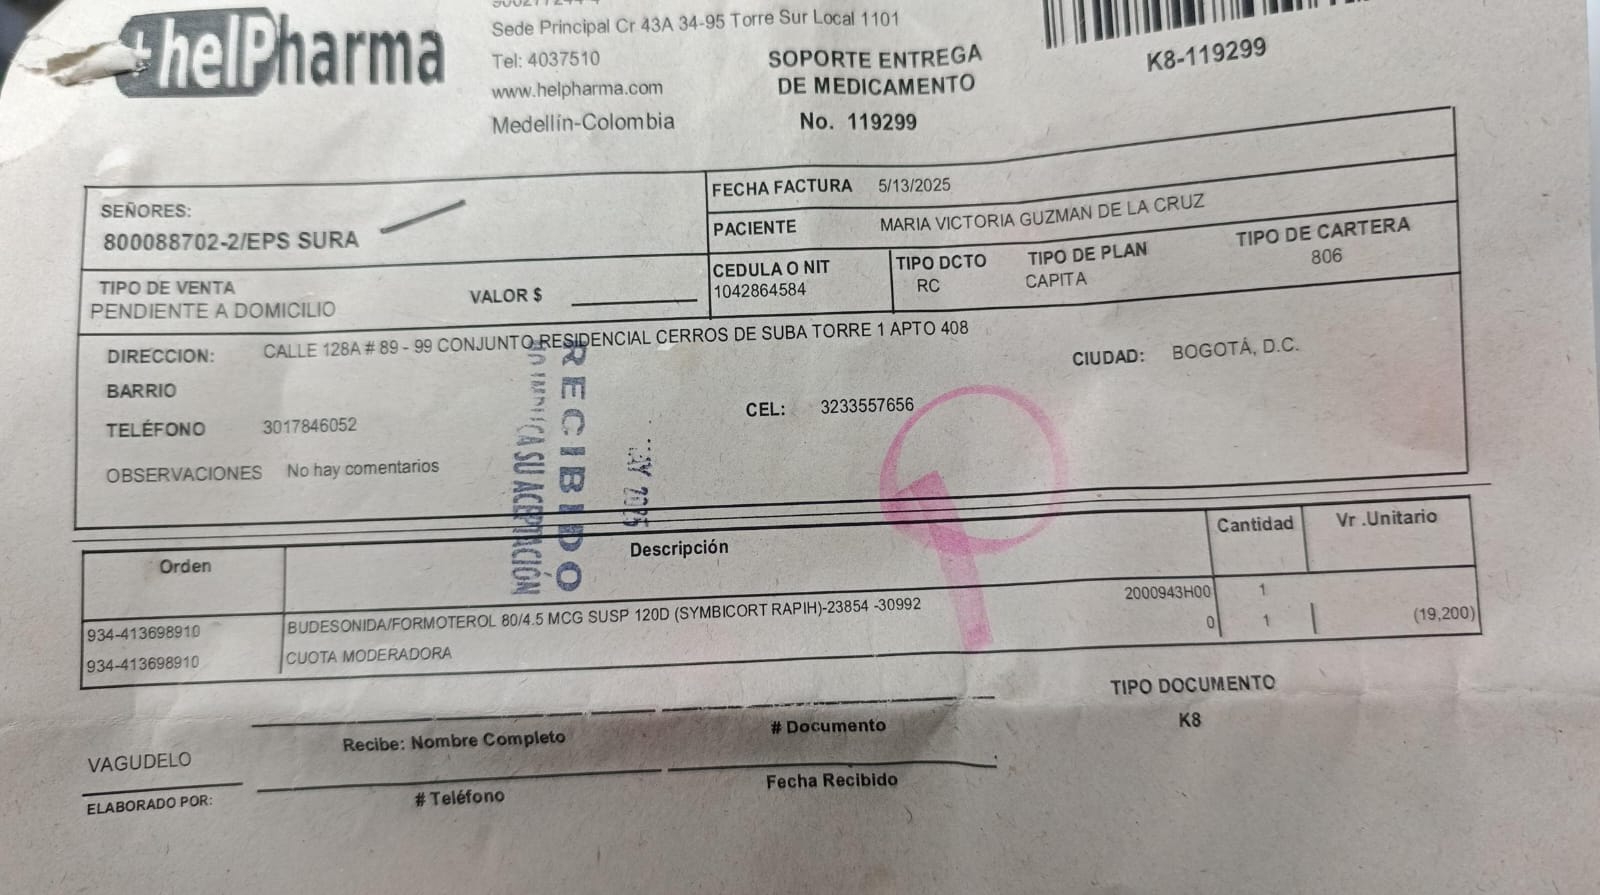 +helPharma
Sede Principal Cr 43A 34-95 Torre Sur Local 1101
Tel: 4037510
www.helpharma.com
Medellín-Colombia
SOPORTE ENTREGA
DE MEDICAMENTO
No. 119299
K8-119299
SEÑORES:
800088702-2/EPS SURA
FECHA FACTURA 5/13/2025
PACIENTE MARIA VICTORIA GUZMAN DE LA CRUZ
TIPO DE VENTA
PENDIENTE A DOMICILIO
VALOR $
CEDULA O NIT
1042864584
TIPO DCTO
RC
TIPO DE PLAN
CAPITA
TIPO DE CARTERA
806
DIRECCION: CALLE 128A # 89 - 99 CONJUNTO RESIDENCIAL CERROS DE SUBA TORRE 1 APTO 408
CIUDAD: BOGOTÁ, D.C.
BARRIO
TELÉFONO 3017846052
CEL: 3233557656
OBSERVACIONES No hay comentarios
RECIBIDO
SU ACEPTACIÓN
Orden Descripción Cantidad Vr .Unitario
934-413698910 BUDESONIDA/FORMOTEROL 80/4.5 MCG SUSP 120D (SYMBICORT RAPIH)-23854 -30992 2000943H00 1
934-413698910 CUOTA MODERADORA 0 1 (19,200)
TIPO DOCUMENTO
K8
VAGUDELO
ELABORADO POR:
Recibe: Nombre Completo
# Documento
# Teléfono
Fecha Recibido